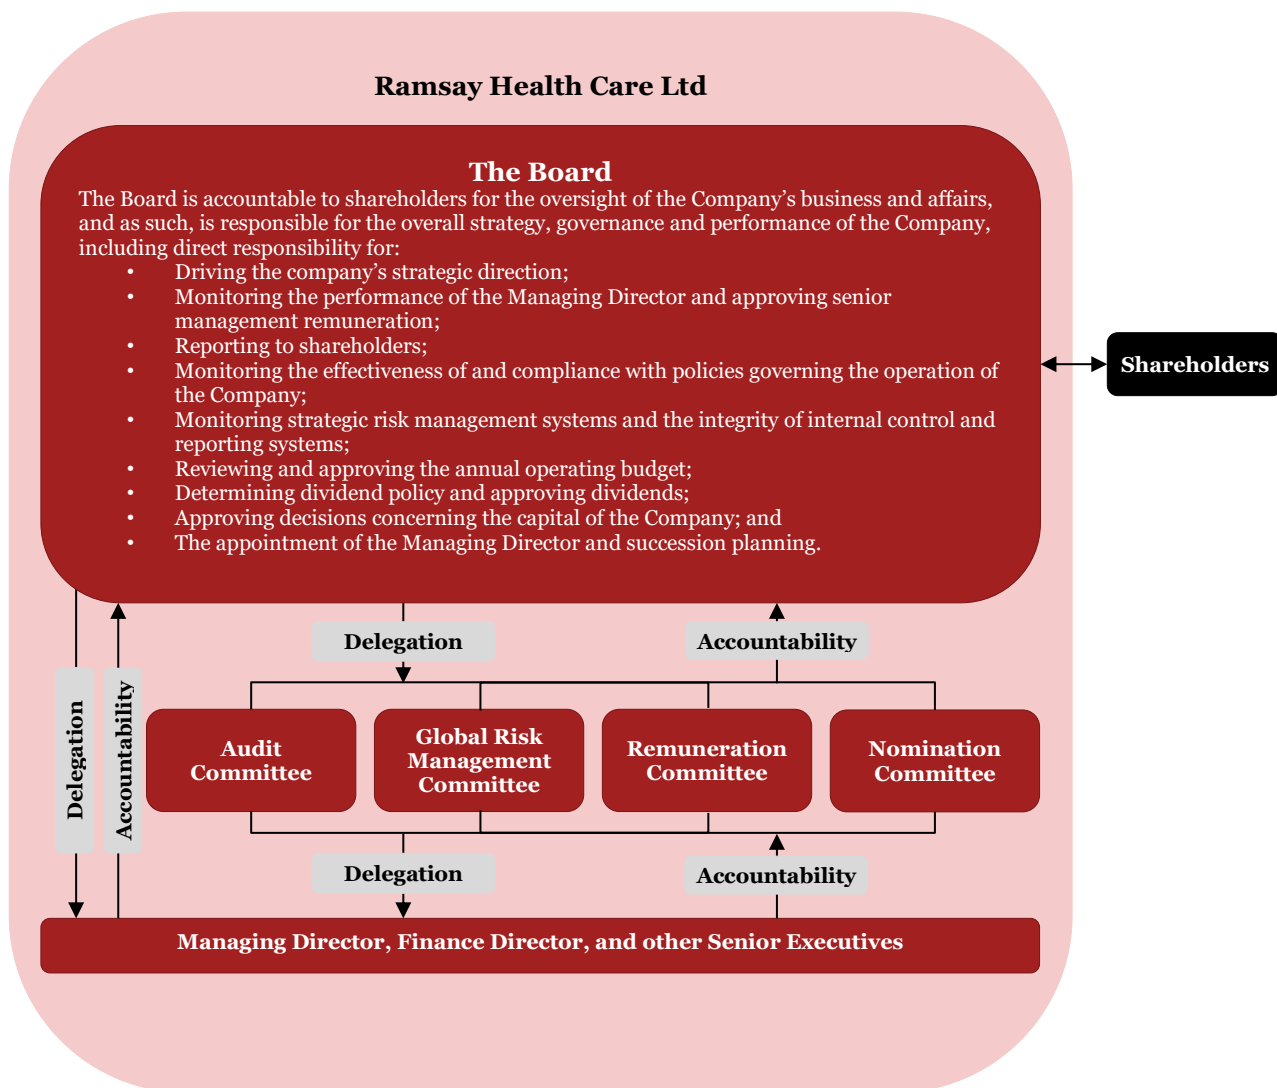 Ramsay Health Care Ltd
The Board
The Board is accountable to shareholders for the oversight of the Company’s business and affairs,
and as such, is responsible for the overall strategy, governance and performance of the Company,
including direct responsibility for:
• Driving the company’s strategic direction;
• Monitoring the performance of the Managing Director and approving senior
management remuneration;
• Reporting to shareholders;
• Monitoring the effectiveness of and compliance with policies governing the operation of
the Company;
• Monitoring strategic risk management systems and the integrity of internal control and
reporting systems;
• Reviewing and approving the annual operating budget;
• Determining dividend policy and approving dividends;
• Approving decisions concerning the capital of the Company; and
• The appointment of the Managing Director and succession planning.
Shareholders
Delegation
Accountability
Delegation
Accountability
Audit
Committee
Global Risk
Management
Committee
Remuneration
Committee
Nomination
Committee
Delegation
Accountability
Managing Director, Finance Director, and other Senior Executives